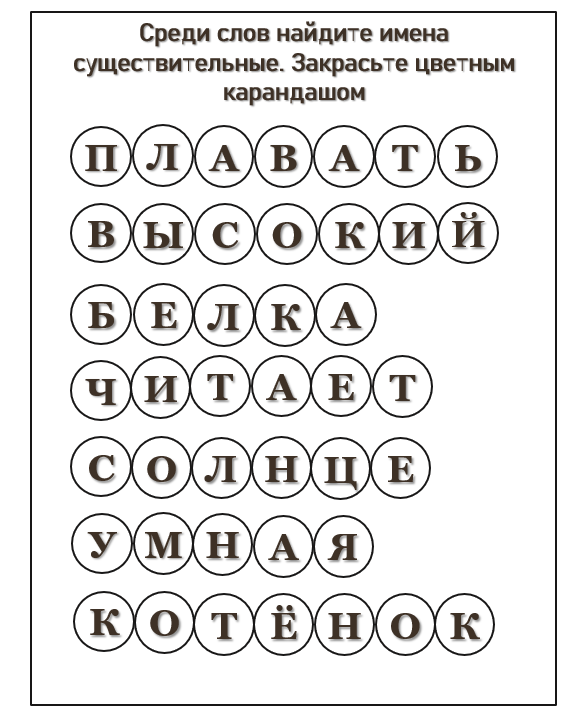 Среди слов найдите имена
существительные. Закрасьте цветным
карандашом
ПЛАВАТЬ
ВЫСОКИЙ
БЕЛКА
ЧИТАЕТ
СОЛНЦЕ
УМНАЯ
КОТЁНОК